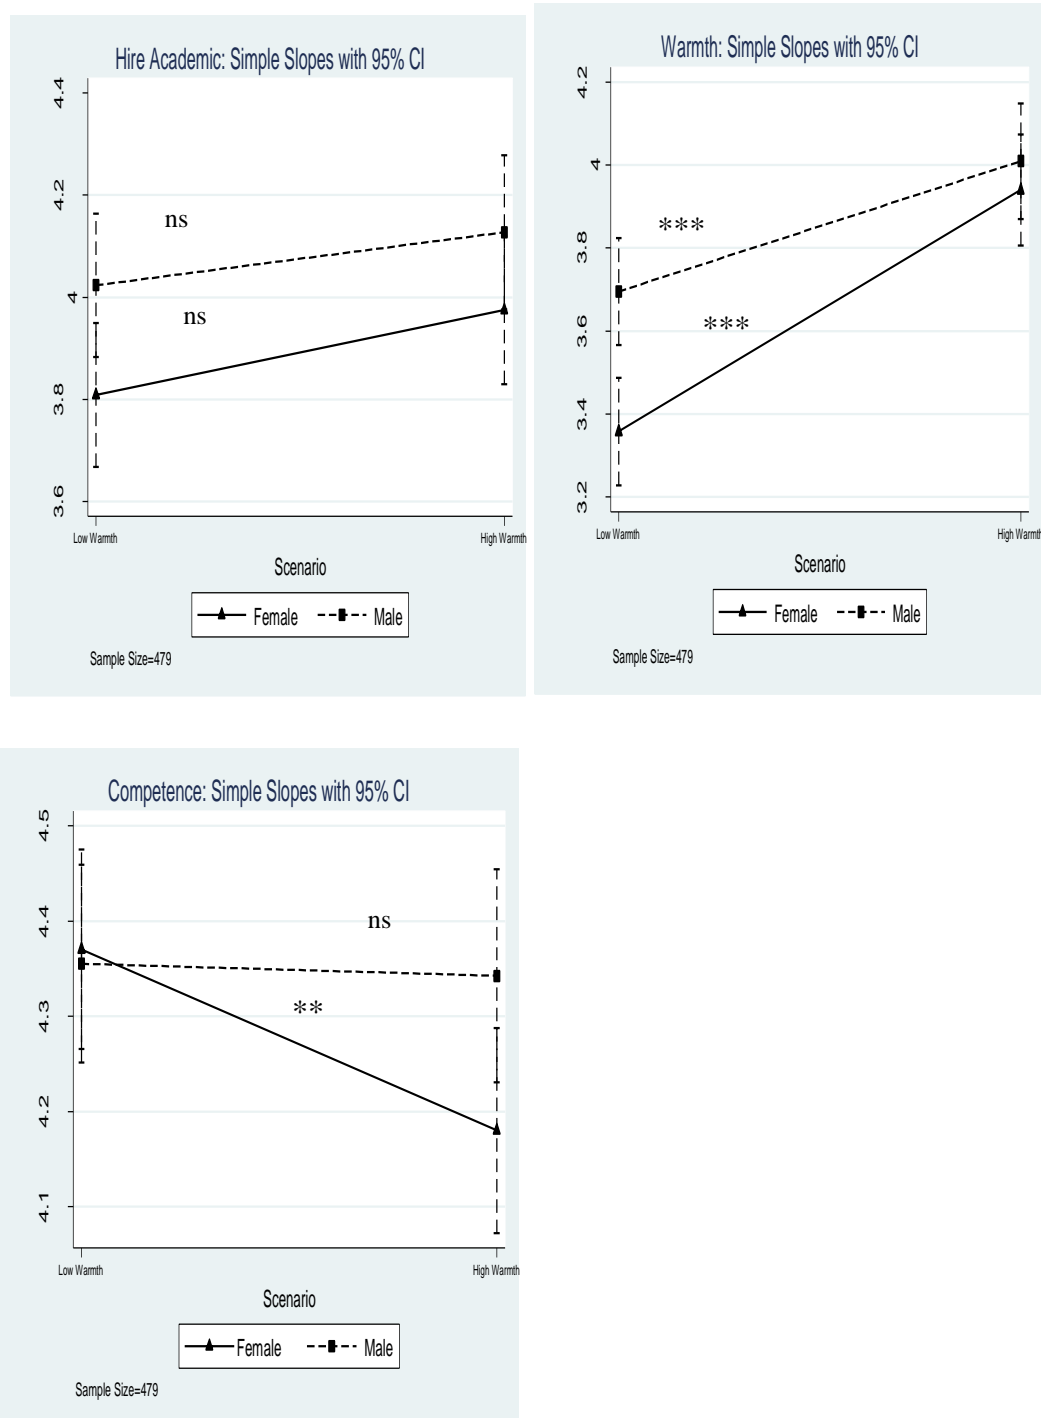 Hire Academic: Simple Slopes with 95% CI
4.4
4.2
4
3.8
3.6
ns
ns
Low Warmth High Warmth
Scenario
Female Male
Sample Size=479
Warmth: Simple Slopes with 95% CI
4.2
4
3.8
3.6
3.4
3.2
***
***
Low Warmth High Warmth
Scenario
Female Male
Sample Size=479
Competence: Simple Slopes with 95% CI
4.5
4.4
4.3
4.2
4.1
ns
**
Low Warmth High Warmth
Scenario
Female Male
Sample Size=479